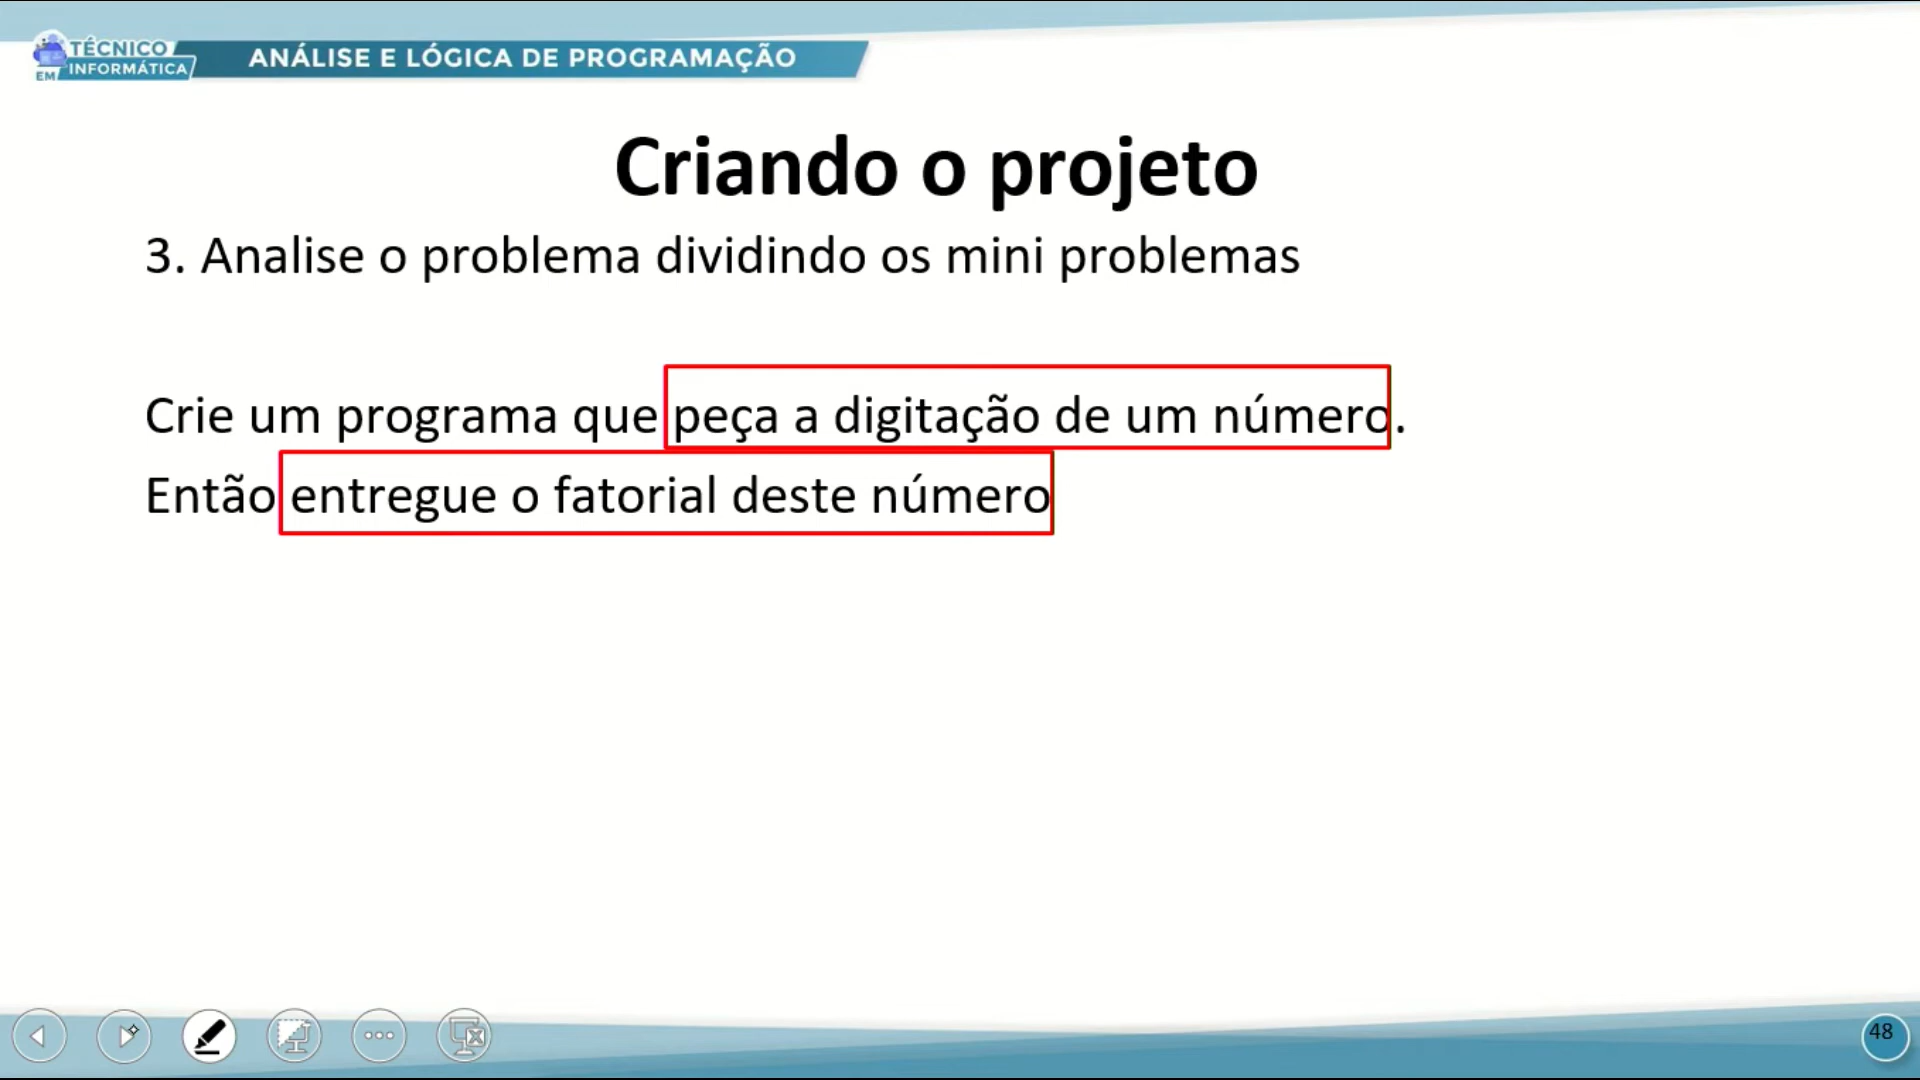 TÉCNICO
EM INFORMÁTICA
ANÁLISE E LÓGICA DE PROGRAMAÇÃO
Criando o projeto
3. Analise o problema dividindo os mini problemas
Crie um programa que peça a digitação de um número.
Então entregue o fatorial deste número
48